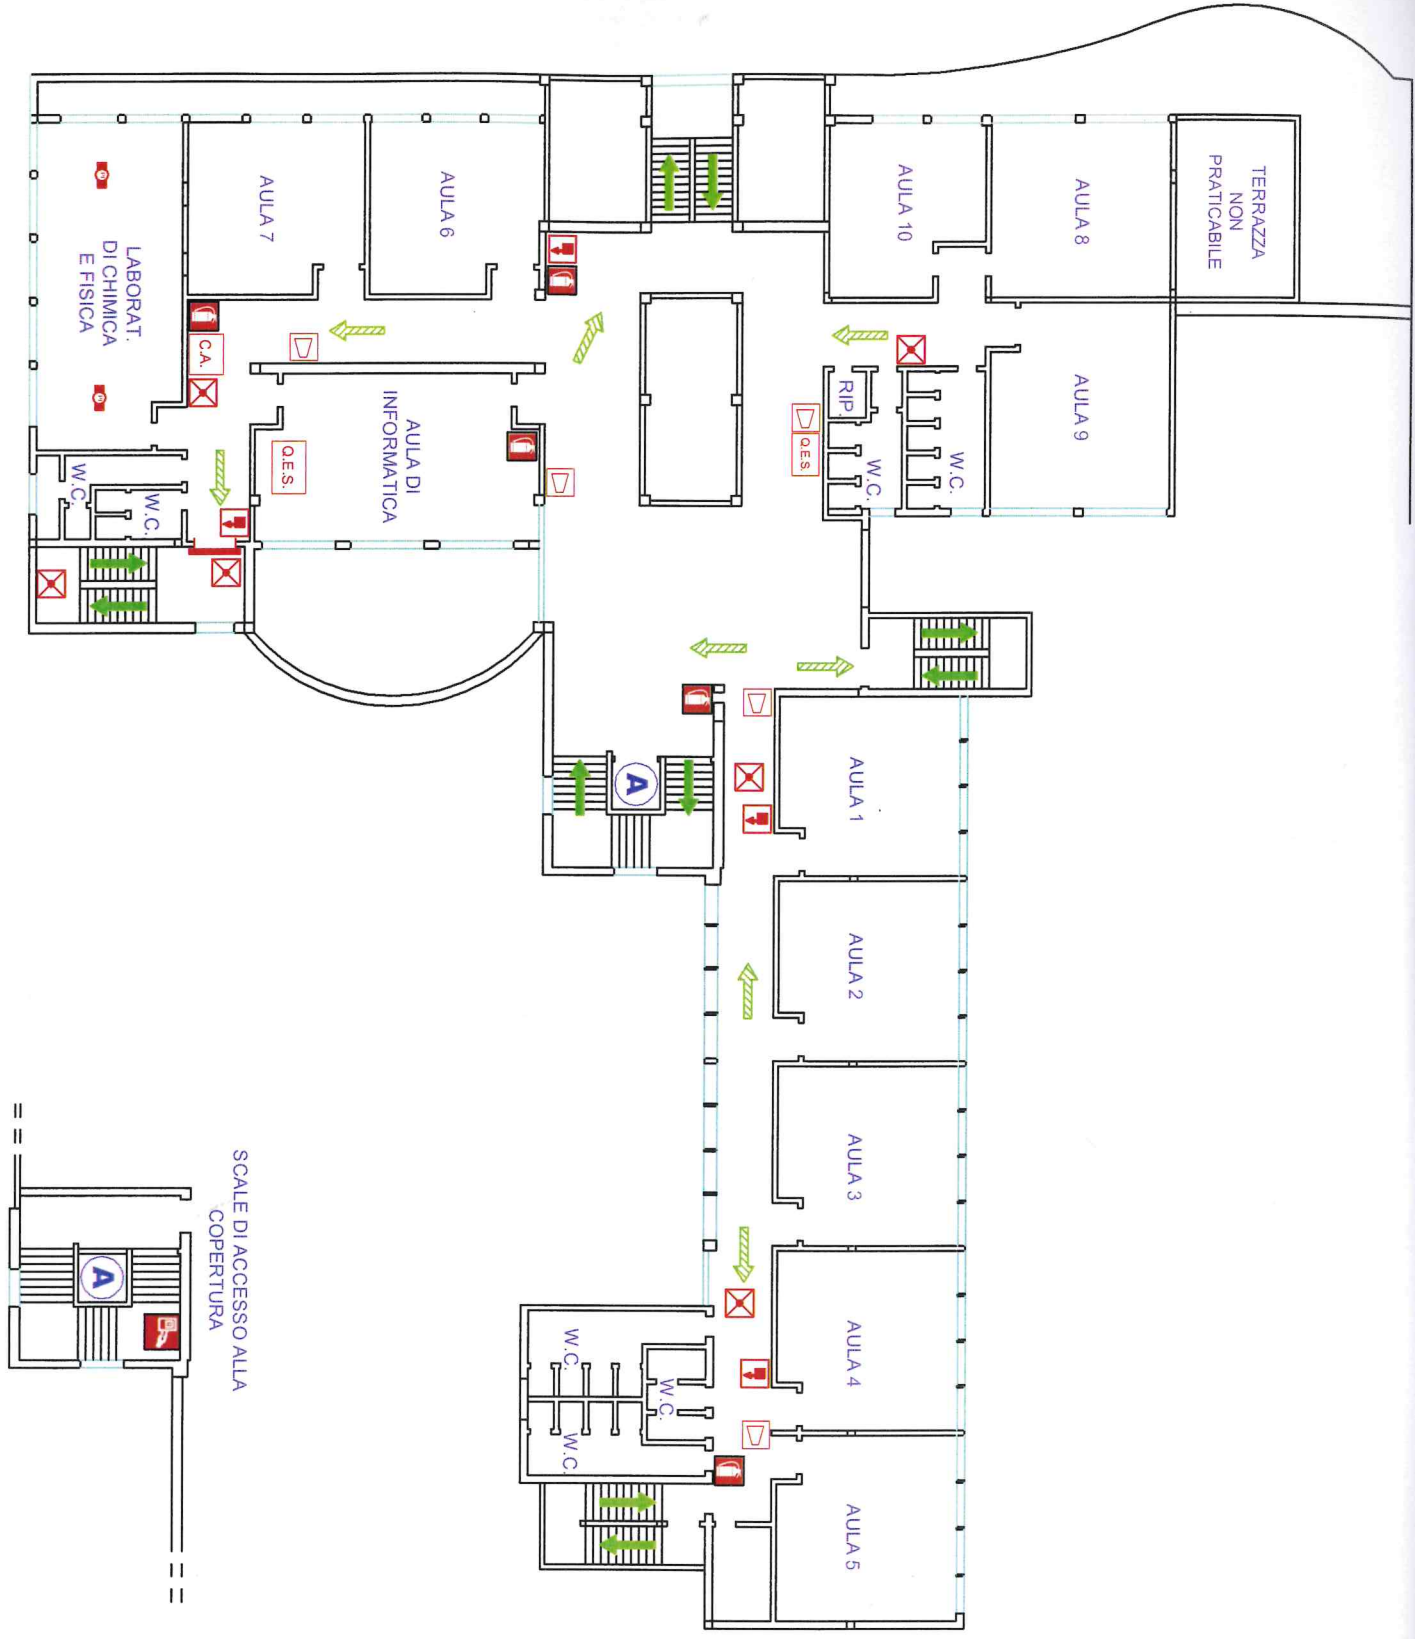 TERRAZZA
NON
PRATICABILE
AULA 8
AULA 10
AULA 9
AULA 6
AULA 7
LABORAT.
DI CHIMICA
E FISICA
C.A.
AULA DI
INFORMATICA
Q.E.S.
RIP.
Q.E.S.
W.C.
W.C.
W.C.
W.C.
A
AULA 1
AULA 2
AULA 3
AULA 4
AULA 5
W.C.
W.C.
W.C.
SCALE DI ACCESSO ALLA
COPERTURA
A